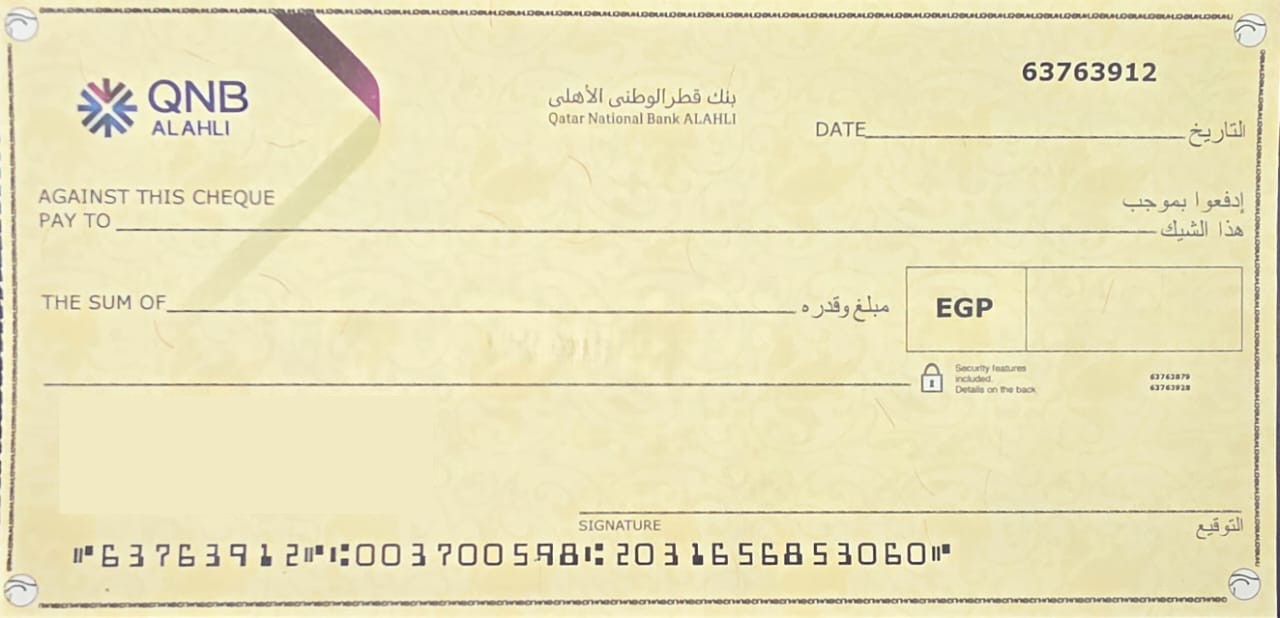 63763912
QNB
ALAHLI
بنك قطر الوطنى الأهلى
Qatar National Bank ALAHLI
DATE التاريخ
AGAINST THIS CHEQUE إدفعوا بموجب
PAY TO هذا الشيك
THE SUM OF مبلغ وقدره EGP
Security features
included.
Details on the back
63763879
63763928
SIGNATURE التوقيع
⑈63763912⑈⑆003700598⑆2031656853060⑈